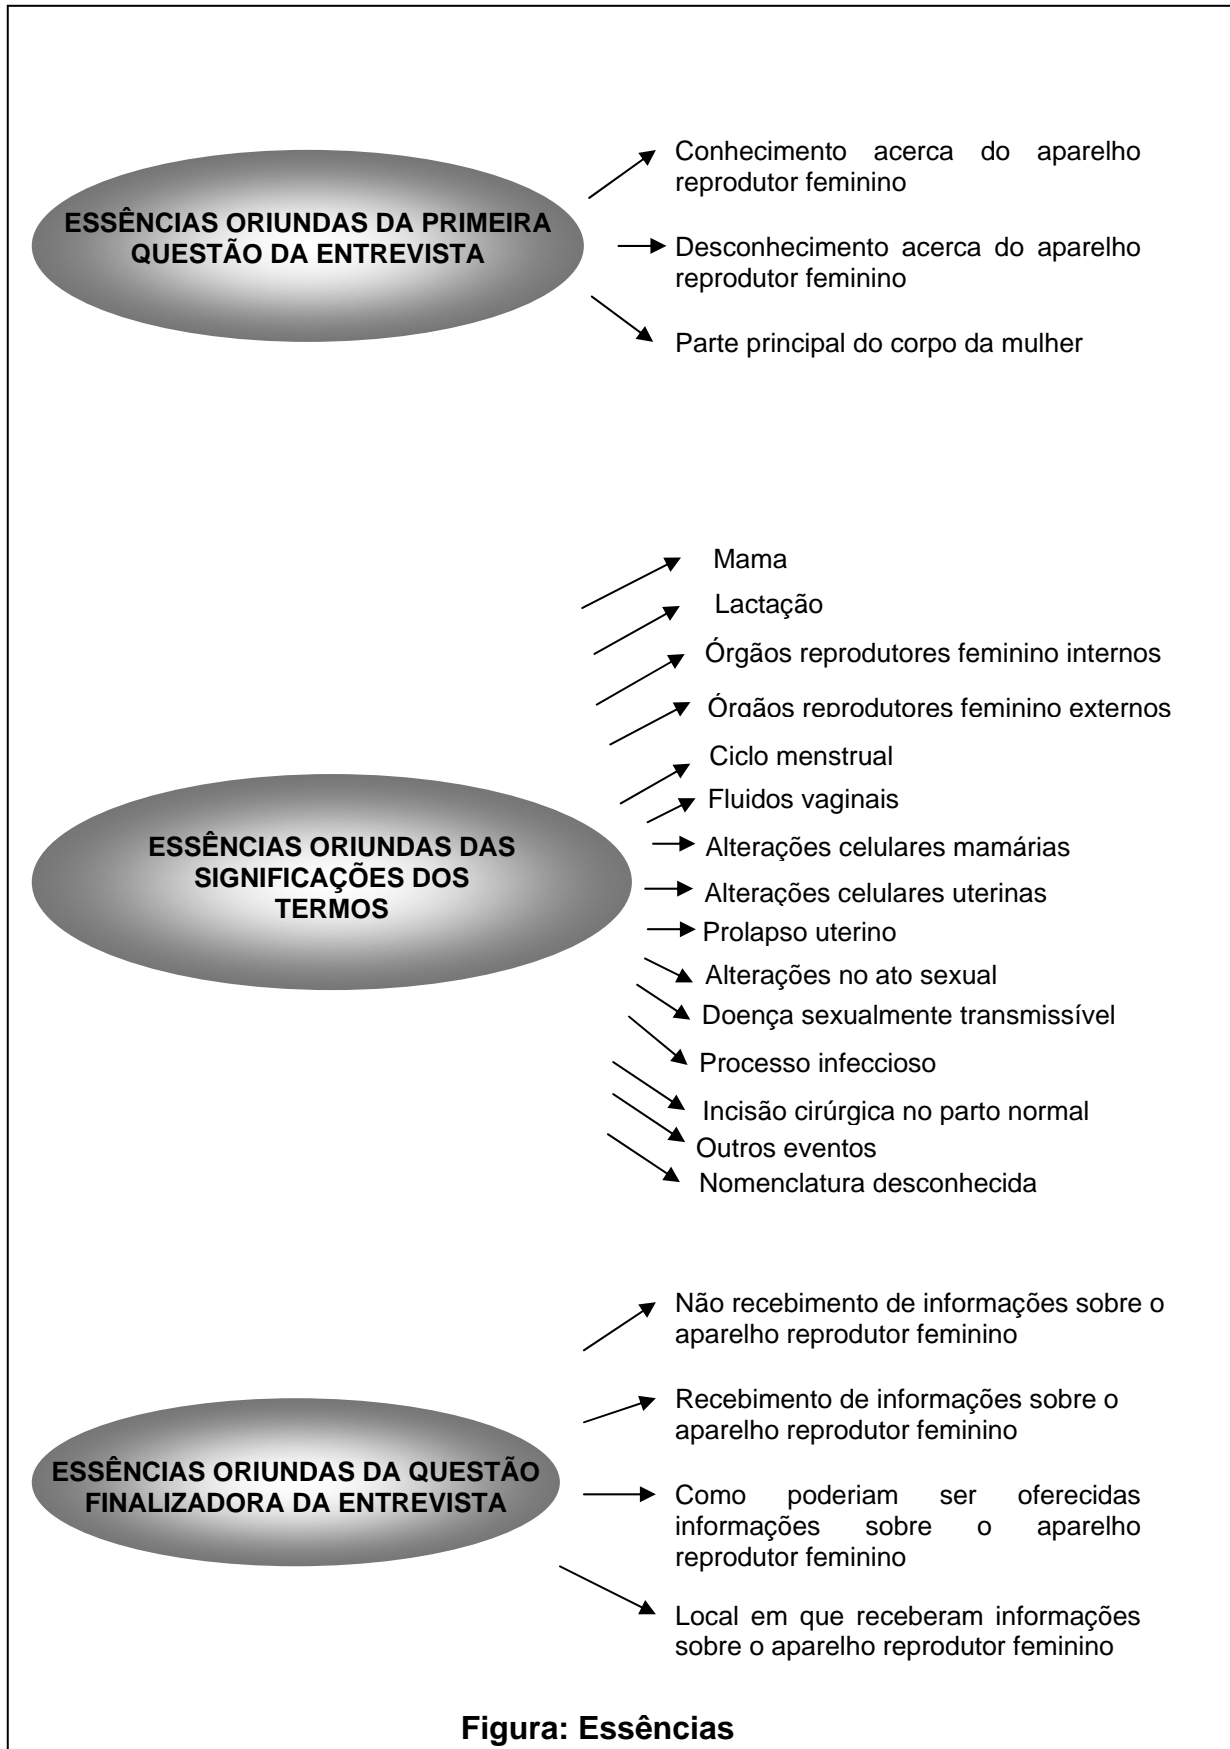 ESSÊNCIAS ORIUNDAS DA PRIMEIRA
QUESTÃO DA ENTREVISTA
Conhecimento acerca do aparelho
reprodutor feminino
Desconhecimento acerca do aparelho
reprodutor feminino
Parte principal do corpo da mulher
ESSÊNCIAS ORIUNDAS DAS
SIGNIFICAÇÕES DOS
TERMOS
Mama
Lactação
Órgãos reprodutores feminino internos
Órgãos reprodutores feminino externos
Ciclo menstrual
Fluidos vaginais
Alterações celulares mamárias
Alterações celulares uterinas
Prolapso uterino
Alterações no ato sexual
Doença sexualmente transmissível
Processo infeccioso
Incisão cirúrgica no parto normal
Outros eventos
Nomenclatura desconhecida
ESSÊNCIAS ORIUNDAS DA QUESTÃO
FINALIZADORA DA ENTREVISTA
Não recebimento de informações sobre o
aparelho reprodutor feminino
Recebimento de informações sobre o
aparelho reprodutor feminino
Como poderiam ser oferecidas
informações sobre o aparelho
reprodutor feminino
Local em que receberam informações
sobre o aparelho reprodutor feminino
Figura: Essências